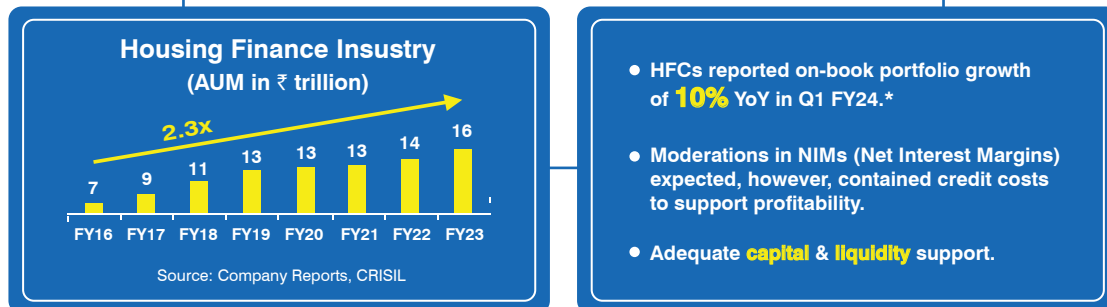 Housing Finance Insustry
(AUM in ₹ trillion)
2.3x
7 9 11 13 13 13 14 16
FY16 FY17 FY18 FY19 FY20 FY21 FY22 FY23
Source: Company Reports, CRISIL
● HFCs reported on-book portfolio growth
of 10% YoY in Q1 FY24.*
● Moderations in NIMs (Net Interest Margins)
expected, however, contained credit costs
to support profitability.
● Adequate capital & liquidity support.